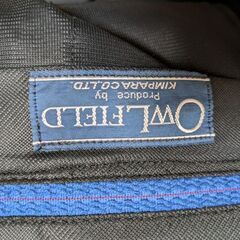 OWLFIELD
Produce by
KIMPARA CO.,LTD.